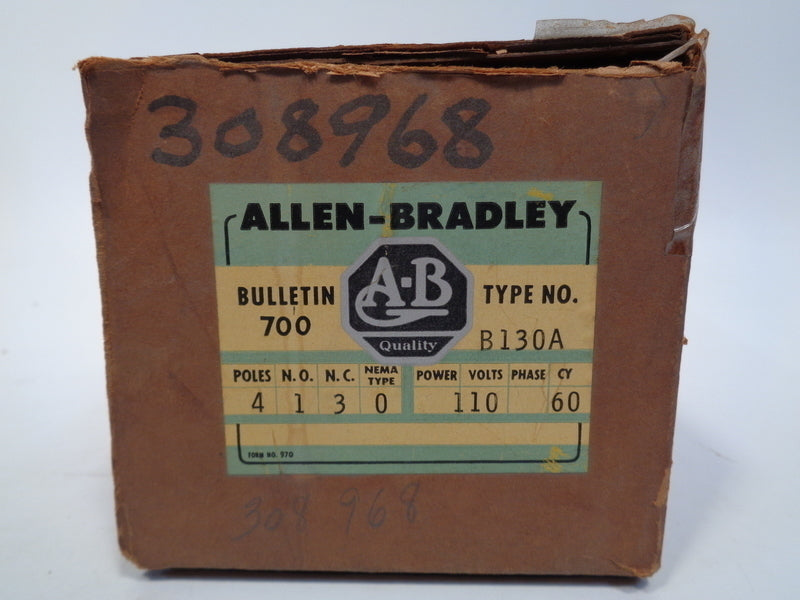 308968
ALLEN-BRADLEY
BULLETIN
700
A-B
Quality
TYPE NO.
B130A
POLES N.O. N.C. NEMA TYPE POWER VOLTS PHASE CY
4 1 3 0 110 60
FORM NO. 970
308 968